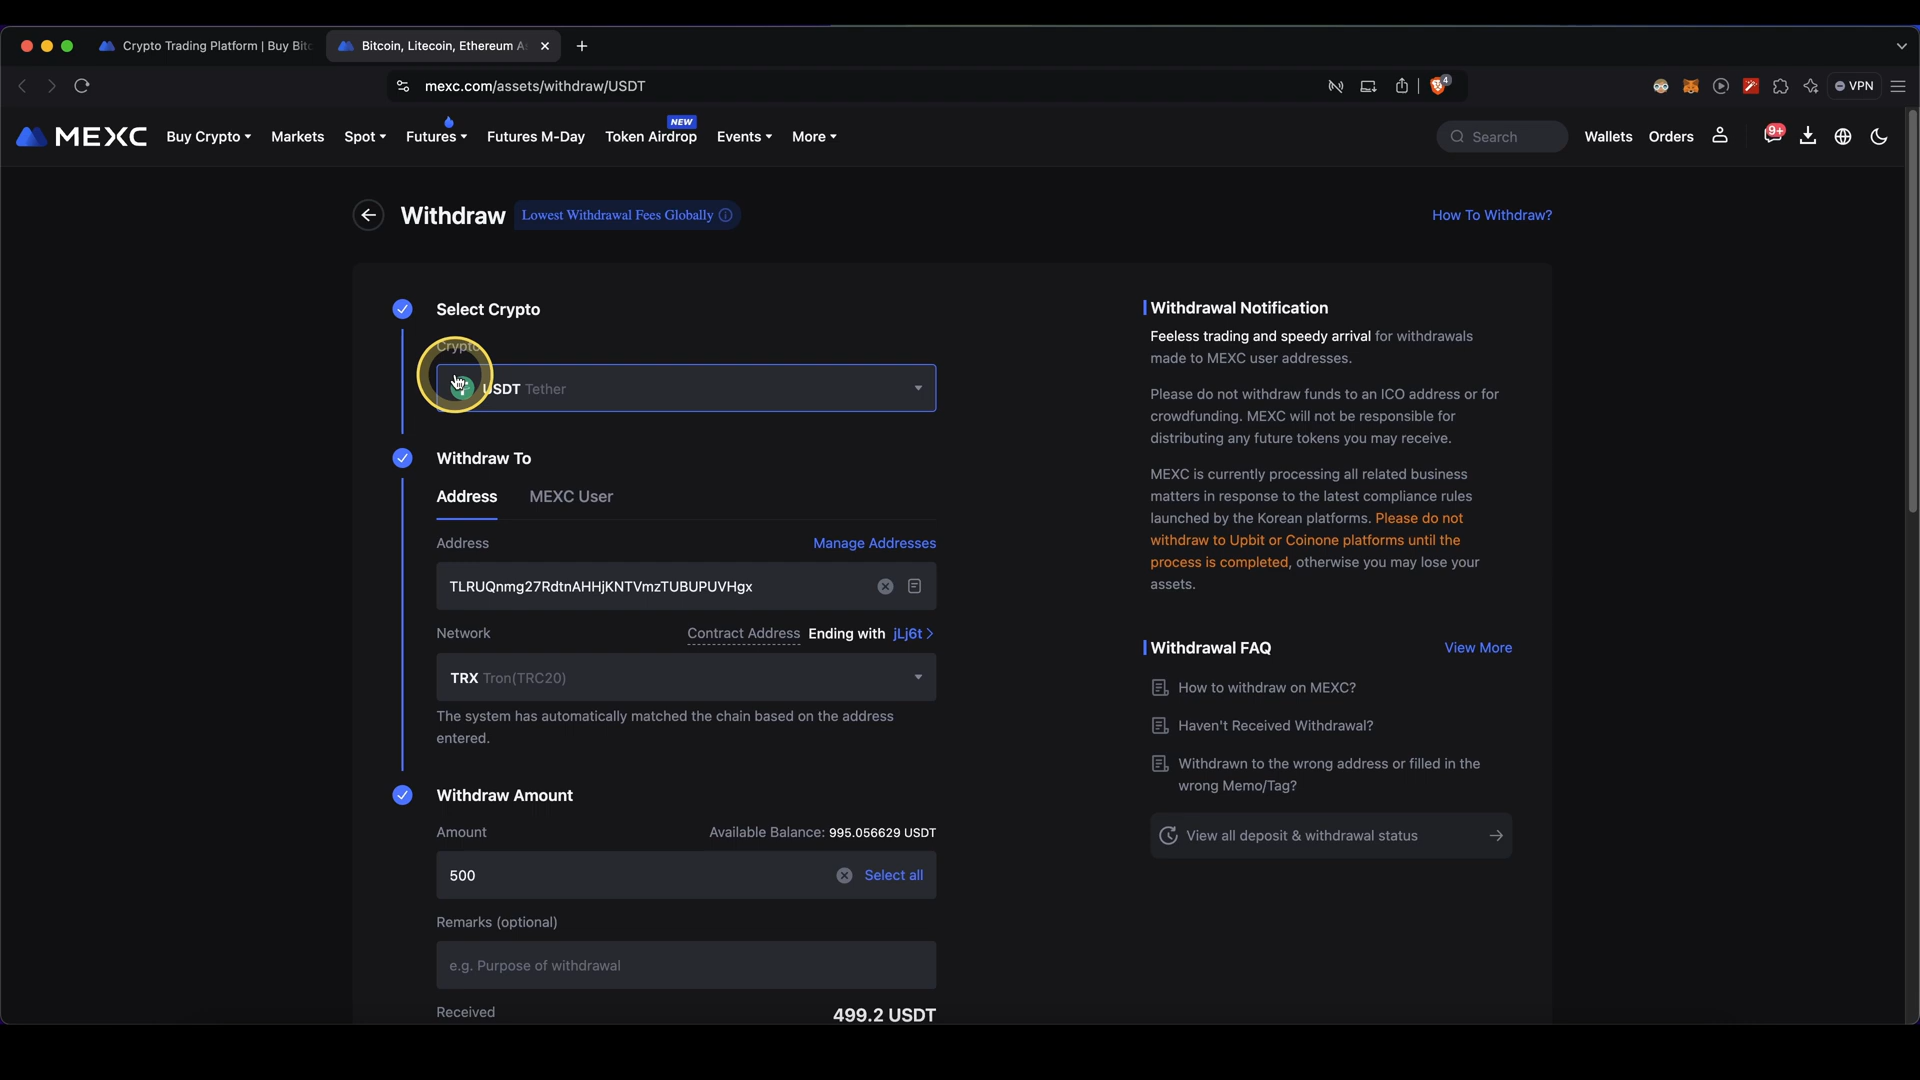 Crypto Trading Platform | Buy Bitc
Bitcoin, Litecoin, Ethereum A
mexc.com/assets/withdraw/USDT
4
VPN
MEXC
Buy Crypto
Markets
Spot
Futures
Futures M-Day
Token Airdrop
NEW
Events
More
Search
Wallets
Orders
9+
Withdraw
Lowest Withdrawal Fees Globally
How To Withdraw?
Select Crypto
Crypto
USDT Tether
Withdraw To
Address
MEXC User
Address
Manage Addresses
TLRUQnmg27RdtnAHHjKNTVmzTUBUPUVHgx
Network
Contract Address Ending with jLj6t >
TRX Tron(TRC20)
The system has automatically matched the chain based on the address
entered.
Withdraw Amount
Amount
Available Balance: 995.056629 USDT
500
Select all
Remarks (optional)
e.g. Purpose of withdrawal
Received
499.2 USDT
Withdrawal Notification
Feeless trading and speedy arrival for withdrawals
made to MEXC user addresses.
Please do not withdraw funds to an ICO address or for
crowdfunding. MEXC will not be responsible for
distributing any future tokens you may receive.
MEXC is currently processing all related business
matters in response to the latest compliance rules
launched by the Korean platforms. Please do not
withdraw to Upbit or Coinone platforms until the
process is completed, otherwise you may lose your
assets.
Withdrawal FAQ
View More
How to withdraw on MEXC?
Haven't Received Withdrawal?
Withdrawn to the wrong address or filled in the
wrong Memo/Tag?
View all deposit & withdrawal status